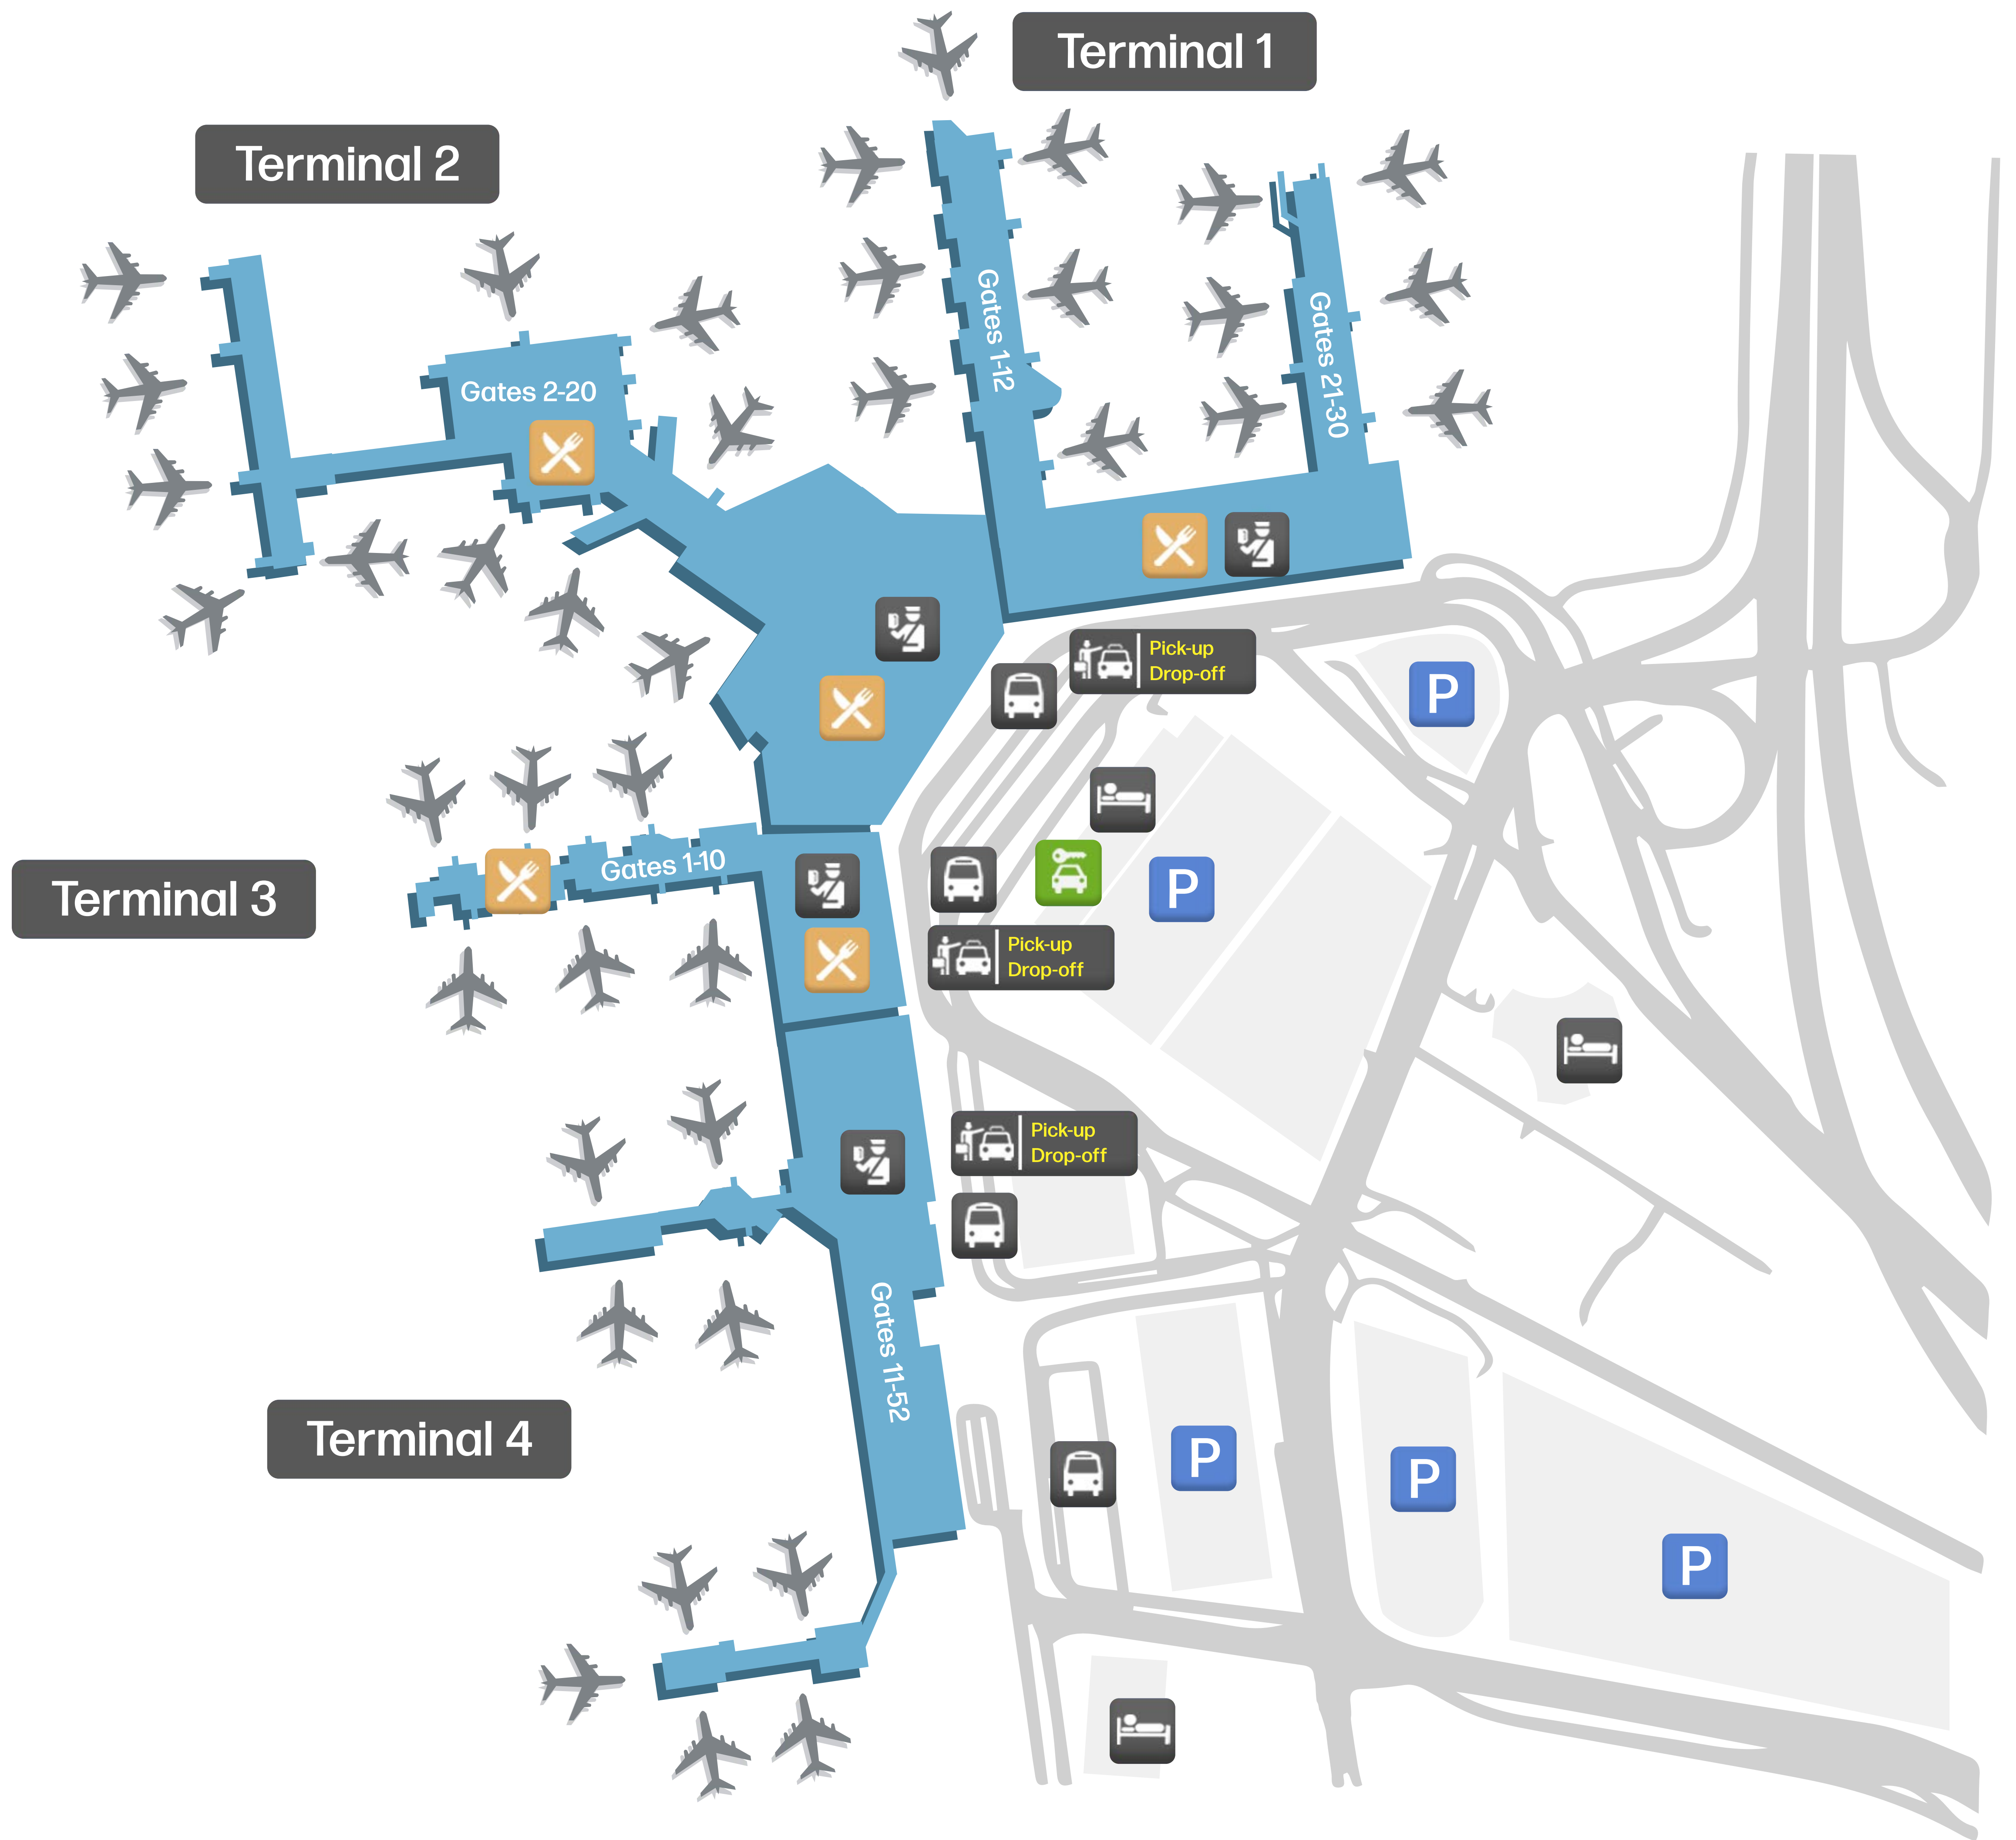 Terminal 1
Terminal 2
Gates 1-12
Gates 21-30
Gates 2-20
Pick-up
Drop-off
P
Gates 1-10
Terminal 3
P
Pick-up
Drop-off
Pick-up
Drop-off
Gates 11-52
Terminal 4
P
P
P